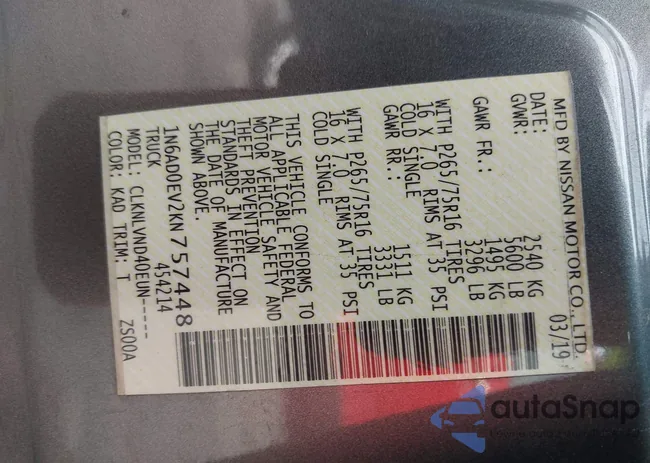 MFD BY NISSAN MOTOR CO., LTD.
DATE: 03/19
GVWR: 2540 KG
5600 LB
GAWR FR.: 1495 KG
3296 LB
WITH P265/75R16 TIRES
16 X 7.0 RIMS AT 35 PSI
COLD SINGLE
GAWR RR.: 1511 KG
3331 LB
WITH P265/75R16 TIRES
16 X 7.0 RIMS AT 35 PSI
COLD SINGLE
THIS VEHICLE CONFORMS TO
ALL APPLICABLE FEDERAL
MOTOR VEHICLE SAFETY AND
THEFT PREVENTION
STANDARDS IN EFFECT ON
THE DATE OF MANUFACTURE
SHOWN ABOVE.
1N6AD0EV2KN757448
TRUCK 454214
MODEL: CLKNLVND40EUN-----
COLOR: KAD TRIM: T ZS00A
autaSnap